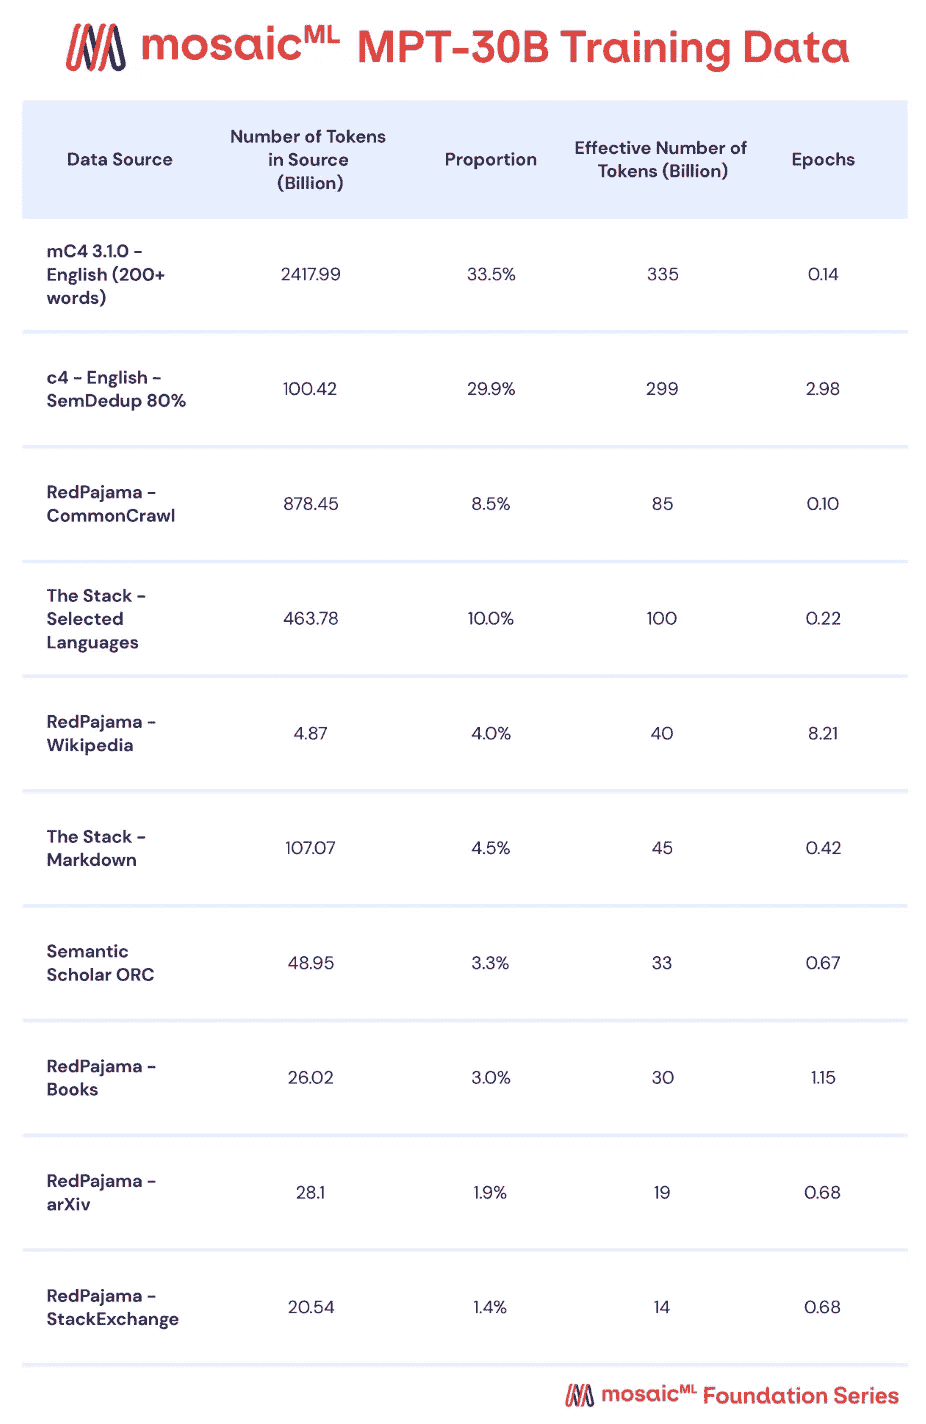 mosaicML MPT-30B Training Data
Data Source
Number of Tokens
in Source
(Billion)
Proportion
Effective Number of
Tokens (Billion)
Epochs
mC4 3.1.0 -
English (200+
words)
2417.99
33.5%
335
0.14
c4 - English -
SemDedup 80%
100.42
29.9%
299
2.98
RedPajama -
CommonCrawl
878.45
8.5%
85
0.10
The Stack -
Selected
Languages
463.78
10.0%
100
0.22
RedPajama -
Wikipedia
4.87
4.0%
40
8.21
The Stack -
Markdown
107.07
4.5%
45
0.42
Semantic
Scholar ORC
48.95
3.3%
33
0.67
RedPajama -
Books
26.02
3.0%
30
1.15
RedPajama -
arXiv
28.1
1.9%
19
0.68
RedPajama -
StackExchange
20.54
1.4%
14
0.68
mosaicML Foundation Series